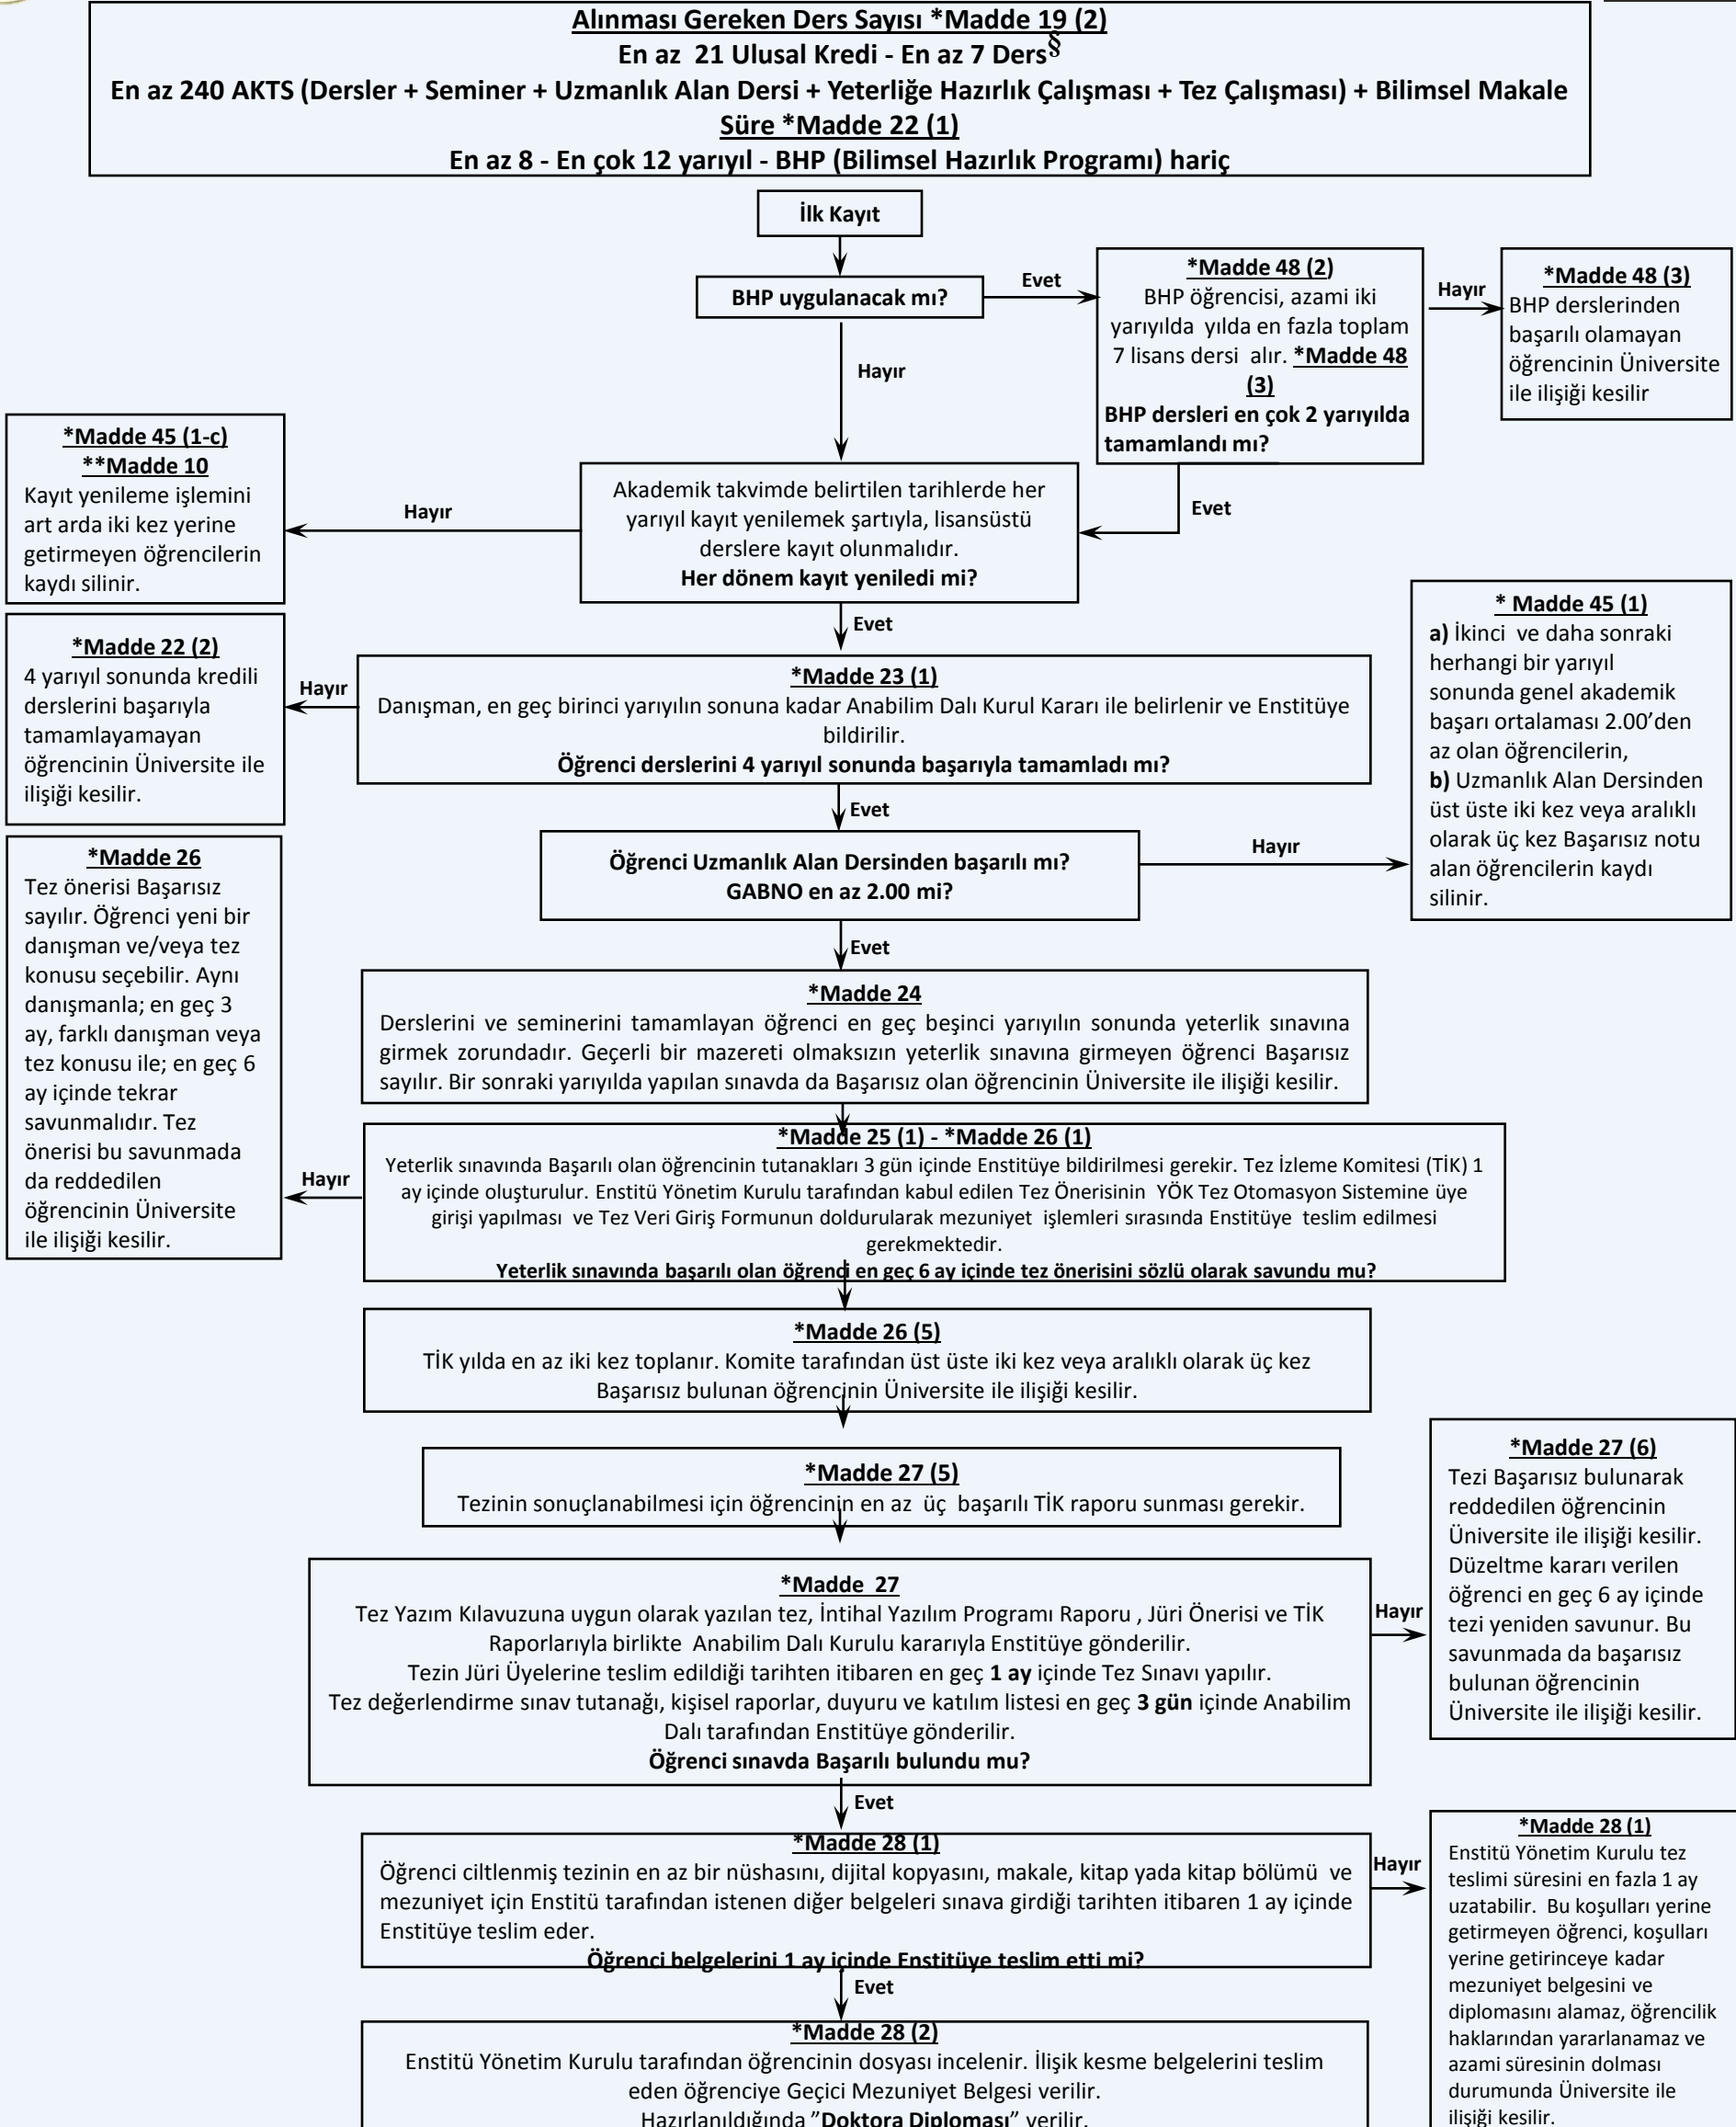 Alınması Gereken Ders Sayısı *Madde 19 (2)
En az 21 Ulusal Kredi - En az 7 Ders§
En az 240 AKTS (Dersler + Seminer + Uzmanlık Alan Dersi + Yeterliğe Hazırlık Çalışması + Tez Çalışması) + Bilimsel Makale
Süre *Madde 22 (1)
En az 8 - En çok 12 yarıyıl - BHP (Bilimsel Hazırlık Programı) hariç
İlk Kayıt
BHP uygulanacak mı?
Evet
*Madde 48 (2)
BHP öğrencisi, azami iki
yarıyılda yılda en fazla toplam
7 lisans dersi alır. *Madde 48
(3)
BHP dersleri en çok 2 yarıyılda
tamamlandı mı?
Hayır
*Madde 48 (3)
BHP derslerinden
başarılı olamayan
öğrencinin Üniversite
ile ilişiği kesilir
Hayır
Evet
*Madde 45 (1-c)
**Madde 10
Kayıt yenileme işlemini
art arda iki kez yerine
getirmeyen öğrencilerin
kaydı silinir.
Hayır
Akademik takvimde belirtilen tarihlerde her
yarıyıl kayıt yenilemek şartıyla, lisansüstü
derslere kayıt olunmalıdır.
Her dönem kayıt yeniledi mi?
Evet
*Madde 22 (2)
4 yarıyıl sonunda kredili
derslerini başarıyla
tamamlayamayan
öğrencinin Üniversite ile
ilişiği kesilir.
Hayır
*Madde 23 (1)
Danışman, en geç birinci yarıyılın sonuna kadar Anabilim Dalı Kurul Kararı ile belirlenir ve Enstitüye
bildirilir.
Öğrenci derslerini 4 yarıyıl sonunda başarıyla tamamladı mı?
Evet
* Madde 45 (1)
a) İkinci ve daha sonraki
herhangi bir yarıyıl
sonunda genel akademik
başarı ortalaması 2.00’den
az olan öğrencilerin,
b) Uzmanlık Alan Dersinden
üst üste iki kez veya aralıklı
olarak üç kez Başarısız notu
alan öğrencilerin kaydı
silinir.
Öğrenci Uzmanlık Alan Dersinden başarılı mı?
GABNO en az 2.00 mi?
Hayır
Evet
*Madde 26
Tez önerisi Başarısız
sayılır. Öğrenci yeni bir
danışman ve/veya tez
konusu seçebilir. Aynı
danışmanla; en geç 3
ay, farklı danışman veya
tez konusu ile; en geç 6
ay içinde tekrar
savunmalıdır. Tez
önerisi bu savunmada
da reddedilen
öğrencinin Üniversite
ile ilişiği kesilir.
*Madde 24
Derslerini ve seminerini tamamlayan öğrenci en geç beşinci yarıyılın sonunda yeterlik sınavına
girmek zorundadır. Geçerli bir mazereti olmaksızın yeterlik sınavına girmeyen öğrenci Başarısız
sayılır. Bir sonraki yarıyılda yapılan sınavda da Başarısız olan öğrencinin Üniversite ile ilişiği kesilir.
Hayır
*Madde 25 (1) - *Madde 26 (1)
Yeterlik sınavında Başarılı olan öğrencinin tutanakları 3 gün içinde Enstitüye bildirilmesi gerekir. Tez İzleme Komitesi (TİK) 1
ay içinde oluşturulur. Enstitü Yönetim Kurulu tarafından kabul edilen Tez Önerisinin YÖK Tez Otomasyon Sistemine üye
girişi yapılması ve Tez Veri Giriş Formunun doldurularak mezuniyet işlemleri sırasında Enstitüye teslim edilmesi
gerekmektedir.
Yeterlik sınavında başarılı olan öğrenci en geç 6 ay içinde tez önerisini sözlü olarak savundu mu?
*Madde 26 (5)
TİK yılda en az iki kez toplanır. Komite tarafından üst üste iki kez veya aralıklı olarak üç kez
Başarısız bulunan öğrencinin Üniversite ile ilişiği kesilir.
*Madde 27 (5)
Tezinin sonuçlanabilmesi için öğrencinin en az üç başarılı TİK raporu sunması gerekir.
*Madde 27
Tez Yazım Kılavuzuna uygun olarak yazılan tez, İntihal Yazılım Programı Raporu , Jüri Önerisi ve TİK
Raporlarıyla birlikte Anabilim Dalı Kurulu kararıyla Enstitüye gönderilir.
Tezin Jüri Üyelerine teslim edildiği tarihten itibaren en geç 1 ay içinde Tez Sınavı yapılır.
Tez değerlendirme sınav tutanağı, kişisel raporlar, duyuru ve katılım listesi en geç 3 gün içinde Anabilim
Dalı tarafından Enstitüye gönderilir.
Öğrenci sınavda Başarılı bulundu mu?
Hayır
*Madde 27 (6)
Tezi Başarısız bulunarak
reddedilen öğrencinin
Üniversite ile ilişiği kesilir.
Düzeltme kararı verilen
öğrenci en geç 6 ay içinde
tezi yeniden savunur. Bu
savunmada da başarısız
bulunan öğrencinin
Üniversite ile ilişiği kesilir.
Evet
*Madde 28 (1)
Öğrenci ciltlenmiş tezinin en az bir nüshasını, dijital kopyasını, makale, kitap yada kitap bölümü ve
mezuniyet için Enstitü tarafından istenen diğer belgeleri sınava girdiği tarihten itibaren 1 ay içinde
Enstitüye teslim eder.
Öğrenci belgelerini 1 ay içinde Enstitüye teslim etti mi?
Hayır
*Madde 28 (1)
Enstitü Yönetim Kurulu tez
teslimi süresini en fazla 1 ay
uzatabilir. Bu koşulları yerine
getirmeyen öğrenci, koşulları
yerine getirinceye kadar
mezuniyet belgesini ve
diplomasını alamaz, öğrencilik
haklarından yararlanamaz ve
azami süresinin dolması
durumunda Üniversite ile
ilişiği kesilir.
Evet
*Madde 28 (2)
Enstitü Yönetim Kurulu tarafından öğrencinin dosyası incelenir. İlişik kesme belgelerini teslim
eden öğrenciye Geçici Mezuniyet Belgesi verilir.
Hazırlanıldığında ”Doktora Diploması” verilir.